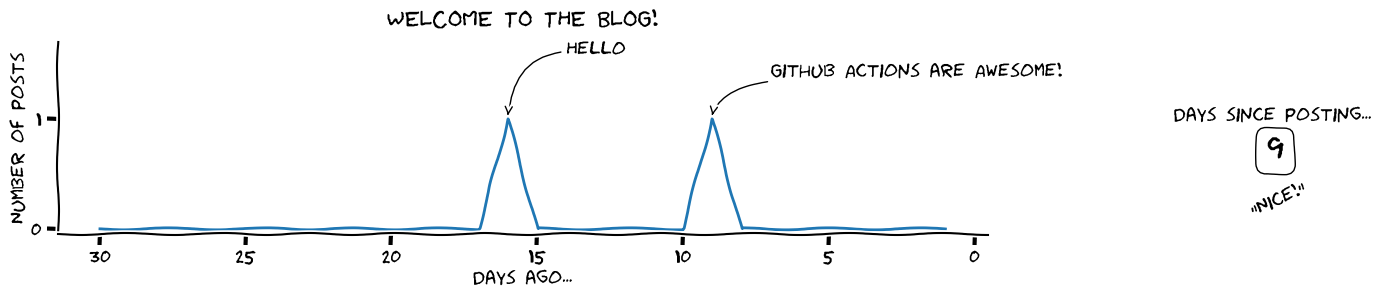 WELCOME TO THE BLOG!
HELLO
GITHUB ACTIONS ARE AWESOME!
NUMBER OF POSTS
1
0
30 25 20 15 10 5 0
DAYS AGO...
DAYS SINCE POSTING...
9
"NICE!"